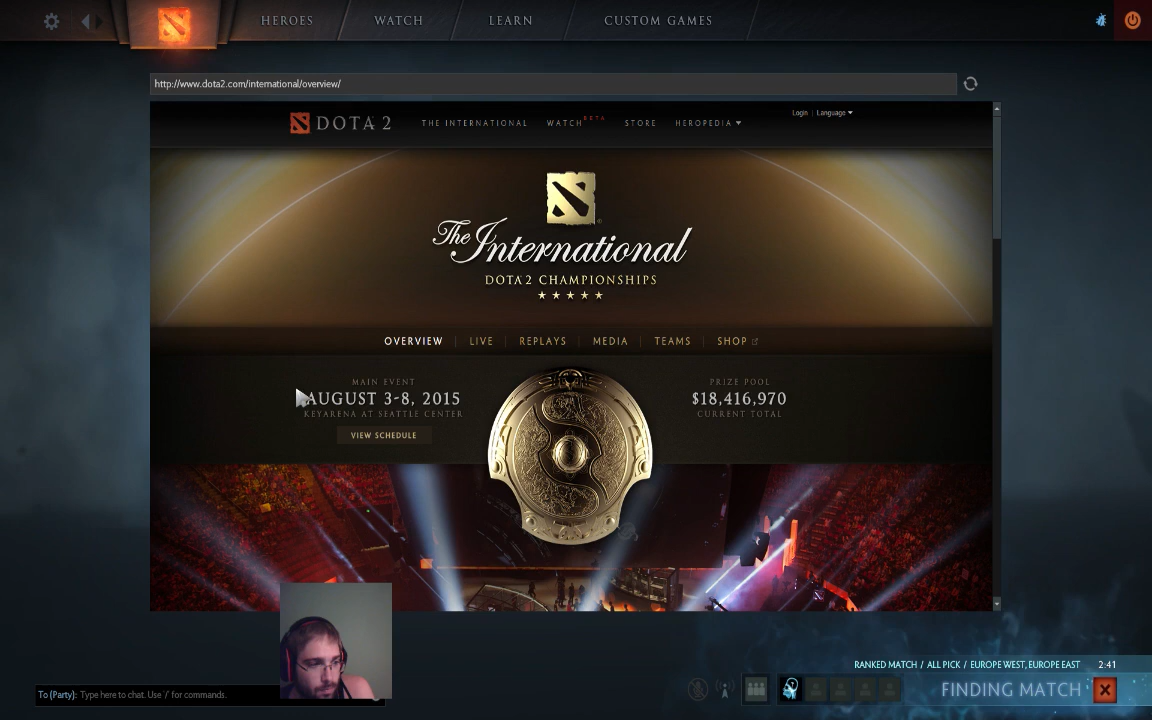 HEROES
WATCH
LEARN
CUSTOM GAMES
http://www.dota2.com/international/overview/
DOTA 2
THE INTERNATIONAL
WATCH BETA
STORE
HEROPEDIA
Login | Language
The International
DOTA 2 CHAMPIONSHIPS
OVERVIEW
LIVE
REPLAYS
MEDIA
TEAMS
SHOP
MAIN EVENT
AUGUST 3-8, 2015
KEYARENA AT SEATTLE CENTER
VIEW SCHEDULE
PRIZE POOL
$18,416,970
CURRENT TOTAL
RANKED MATCH / ALL PICK / EUROPE WEST, EUROPE EAST
2:41
To (Party): Type here to chat. Use '/' for commands.
FINDING MATCH